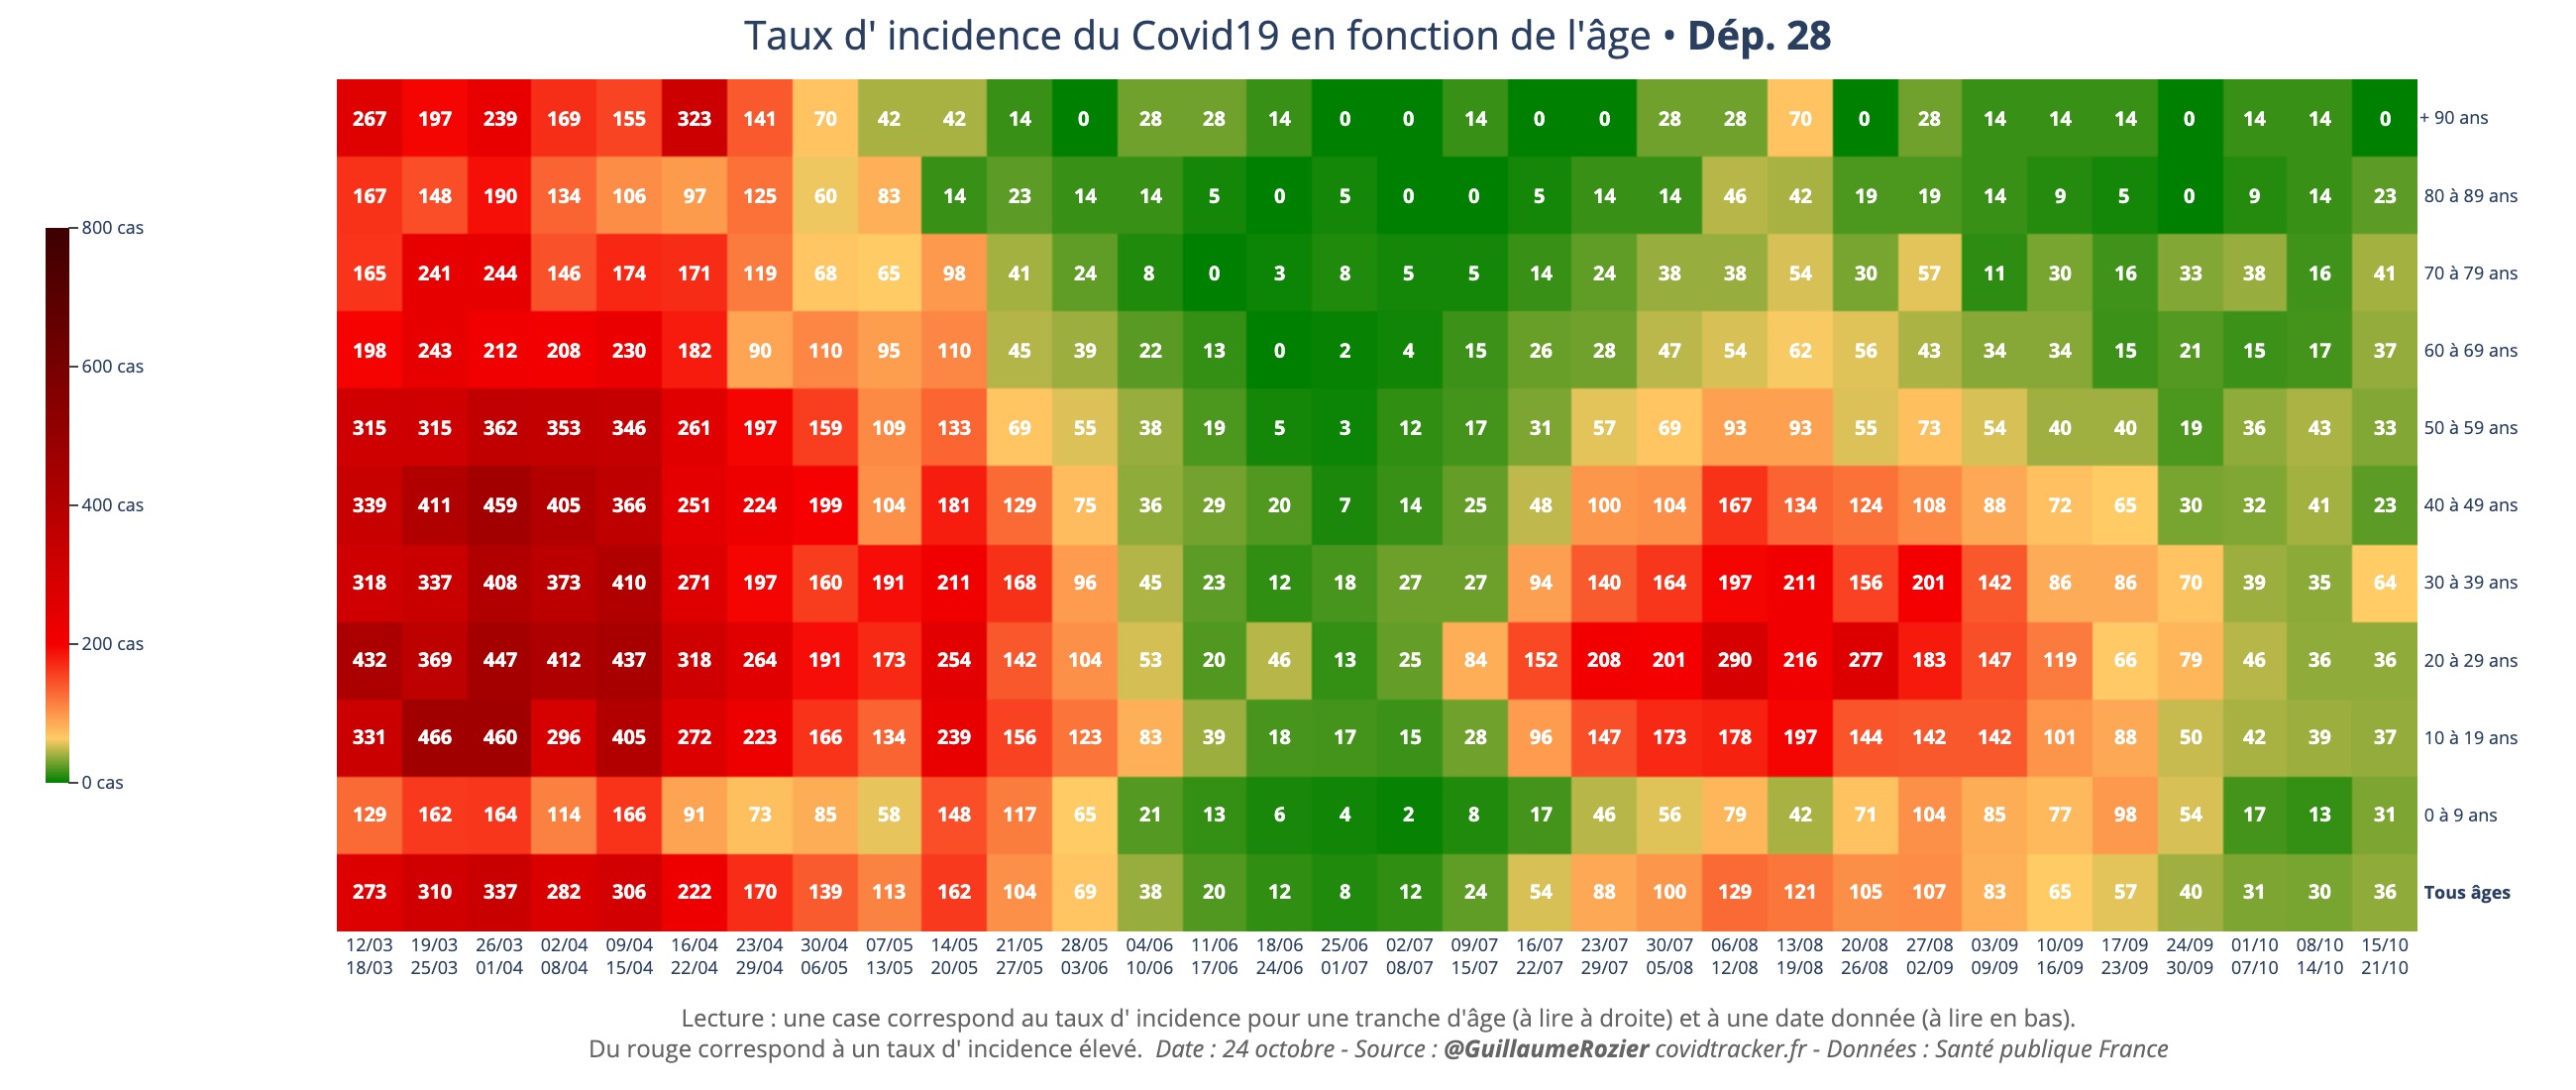 Taux d' incidence du Covid19 en fonction de l'âge • Dép. 28
267 197 239 169 155 323 141 70 42 42 14 0 28 28 14 0 0 14 0 0 28 28 70 0 28 14 14 14 0 14 14 0 + 90 ans
167 148 190 134 106 97 125 60 83 14 23 14 14 5 0 5 0 0 5 14 14 46 42 19 19 14 9 5 0 9 14 23 80 à 89 ans
165 241 244 146 174 171 119 68 65 98 41 24 8 0 3 8 5 5 14 24 38 38 54 30 57 11 30 16 33 38 16 41 70 à 79 ans
198 243 212 208 230 182 90 110 95 110 45 39 22 13 0 2 4 15 26 28 47 54 62 56 43 34 34 15 21 15 17 37 60 à 69 ans
315 315 362 353 346 261 197 159 109 133 69 55 38 19 5 3 12 17 31 57 69 93 93 55 73 54 40 40 19 36 43 33 50 à 59 ans
339 411 459 405 366 251 224 199 104 181 129 75 36 29 20 7 14 25 48 100 104 167 134 124 108 88 72 65 30 32 41 23 40 à 49 ans
318 337 408 373 410 271 197 160 191 211 168 96 45 23 12 18 27 27 94 140 164 197 211 156 201 142 86 86 70 39 35 64 30 à 39 ans
432 369 447 412 437 318 264 191 173 254 142 104 53 20 46 13 25 84 152 208 201 290 216 277 183 147 119 66 79 46 36 36 20 à 29 ans
331 466 460 296 405 272 223 166 134 239 156 123 83 39 18 17 15 28 96 147 173 178 197 144 142 142 101 88 50 42 39 37 10 à 19 ans
129 162 164 114 166 91 73 85 58 148 117 65 21 13 6 4 2 8 17 46 56 79 42 71 104 85 77 98 54 17 13 31 0 à 9 ans
273 310 337 282 306 222 170 139 113 162 104 69 38 20 12 8 12 24 54 88 100 129 121 105 107 83 65 57 40 31 30 36 Tous âges
12/03 19/03 26/03 02/04 09/04 16/04 23/04 30/04 07/05 14/05 21/05 28/05 04/06 11/06 18/06 25/06 02/07 09/07 16/07 23/07 30/07 06/08 13/08 20/08 27/08 03/09 10/09 17/09 24/09 01/10 08/10 15/10
18/03 25/03 01/04 08/04 15/04 22/04 29/04 06/05 13/05 20/05 27/05 03/06 10/06 17/06 24/06 01/07 08/07 15/07 22/07 29/07 05/08 12/08 19/08 26/08 02/09 09/09 16/09 23/09 30/09 07/10 14/10 21/10
800 cas
600 cas
400 cas
200 cas
0 cas
Lecture : une case correspond au taux d' incidence pour une tranche d'âge (à lire à droite) et à une date donnée (à lire en bas).
Du rouge correspond à un taux d' incidence élevé. Date : 24 octobre - Source : @GuillaumeRozier covidtracker.fr - Données : Santé publique France